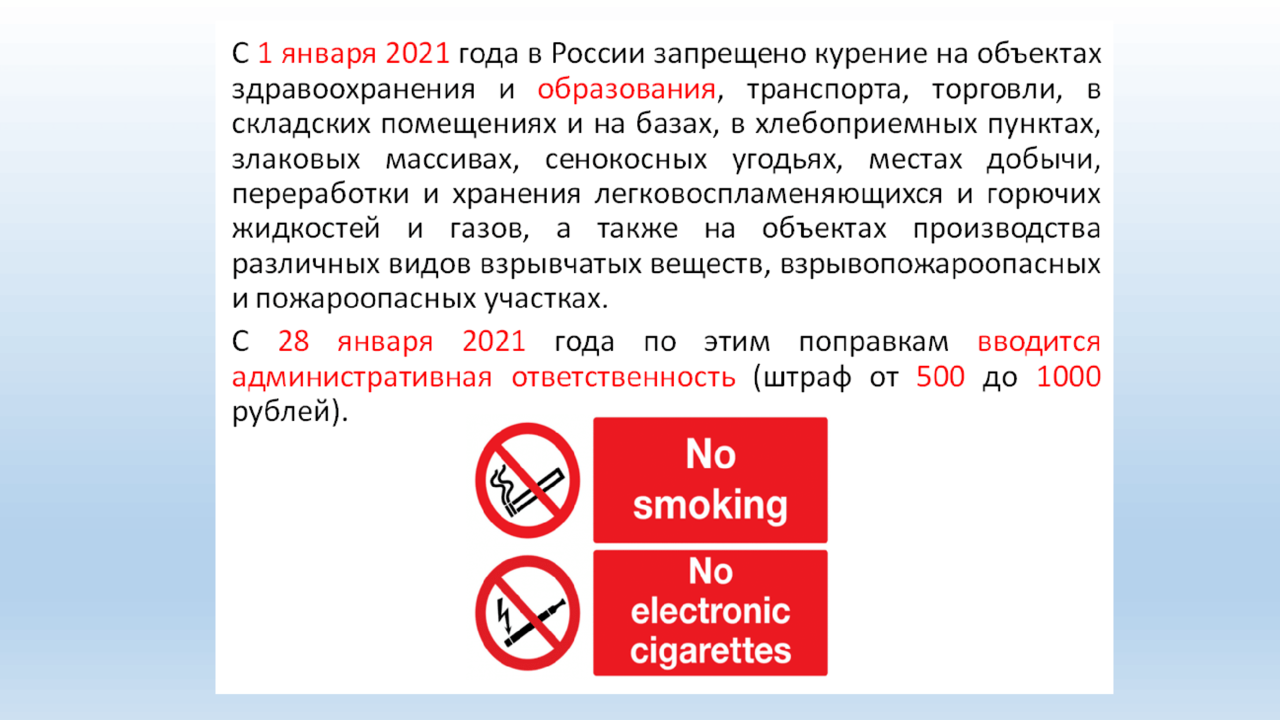 С 1 января 2021 года в России запрещено курение на объектах
здравоохранения и образования, транспорта, торговли, в
складских помещениях и на базах, в хлебоприемных пунктах,
злаковых массивах, сенокосных угодьях, местах добычи,
переработки и хранения легковоспламеняющихся и горючих
жидкостей и газов, а также на объектах производства
различных видов взрывчатых веществ, взрывопожароопасных
и пожароопасных участках.
С 28 января 2021 года по этим поправкам вводится
административная ответственность (штраф от 500 до 1000
рублей).
No
smoking
No
electronic
cigarettes